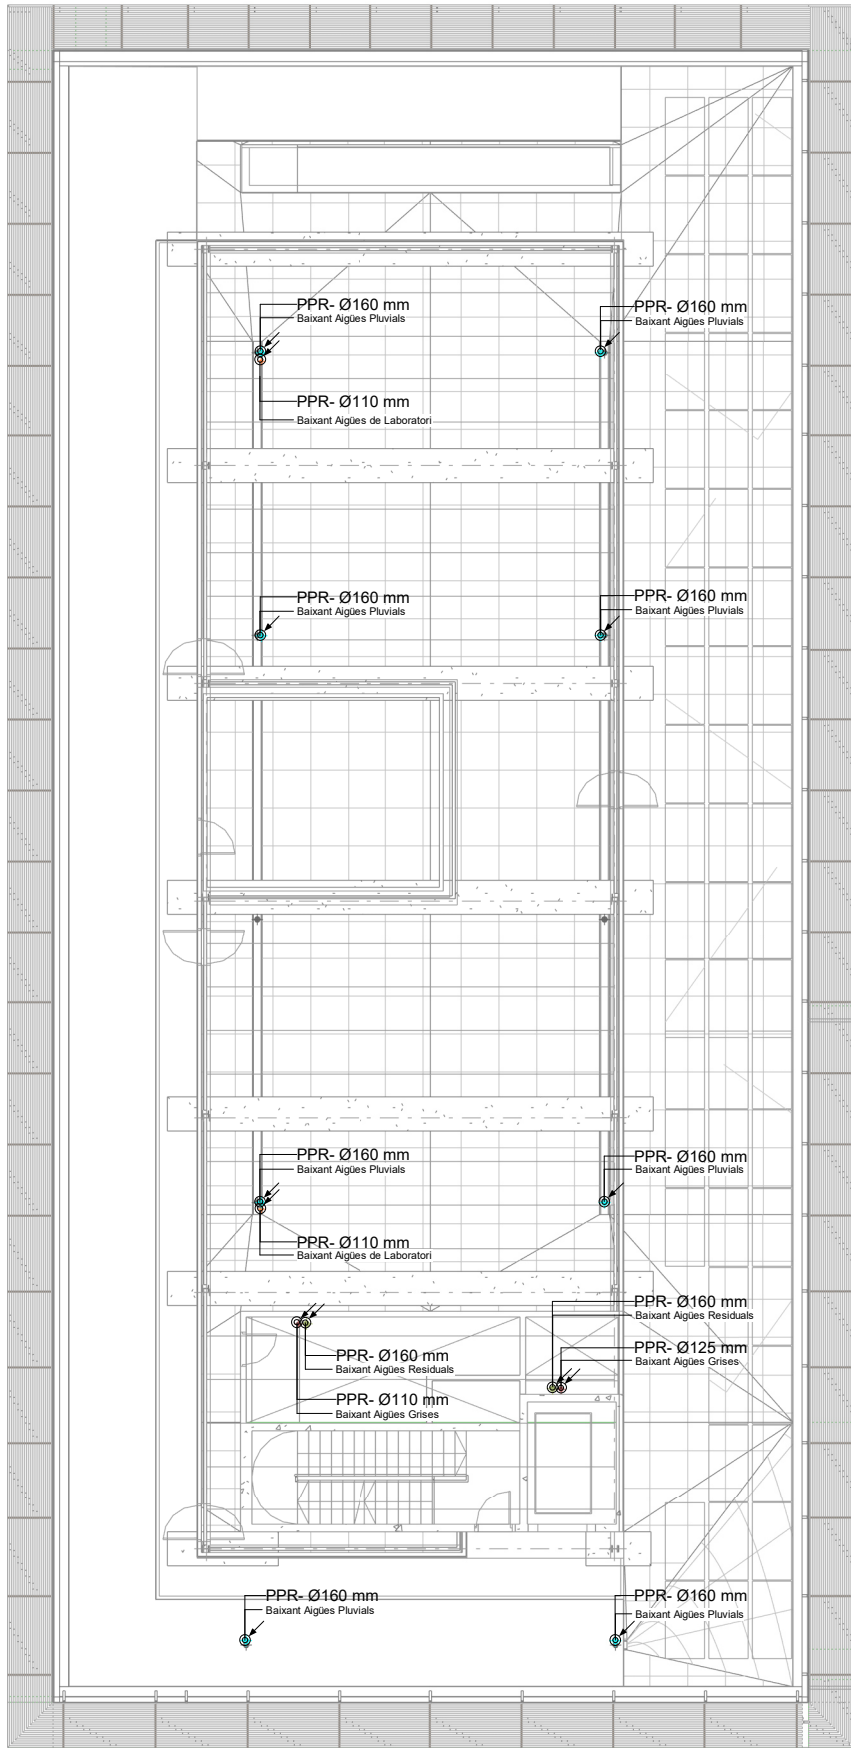 PPR- Ø160 mm
Baixant Aigües Pluvials
PPR- Ø160 mm
Baixant Aigües Pluvials
PPR- Ø110 mm
Baixant Aigües de Laboratori
PPR- Ø160 mm
Baixant Aigües Pluvials
PPR- Ø160 mm
Baixant Aigües Pluvials
PPR- Ø160 mm
Baixant Aigües Pluvials
PPR- Ø160 mm
Baixant Aigües Pluvials
PPR- Ø110 mm
Baixant Aigües de Laboratori
PPR- Ø160 mm
Baixant Aigües Residuals
PPR- Ø125 mm
Baixant Aigües Grises
PPR- Ø160 mm
Baixant Aigües Residuals
PPR- Ø110 mm
Baixant Aigües Grises
PPR- Ø160 mm
Baixant Aigües Pluvials
PPR- Ø160 mm
Baixant Aigües Pluvials